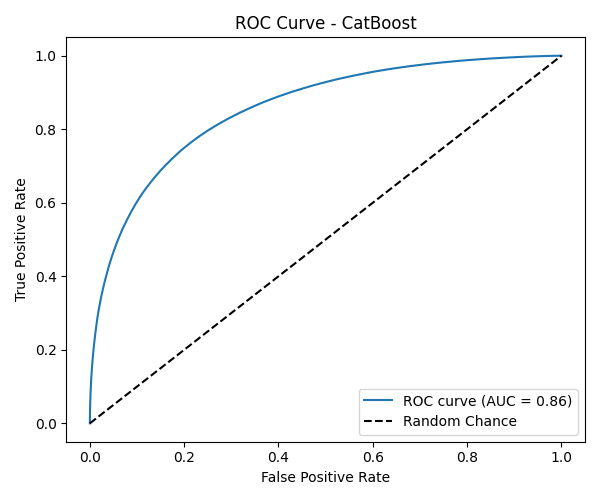 ROC Curve - CatBoost
True Positive Rate
1.0
0.8
0.6
0.4
0.2
0.0
ROC curve (AUC = 0.86)
Random Chance
0.0 0.2 0.4 0.6 0.8 1.0
False Positive Rate